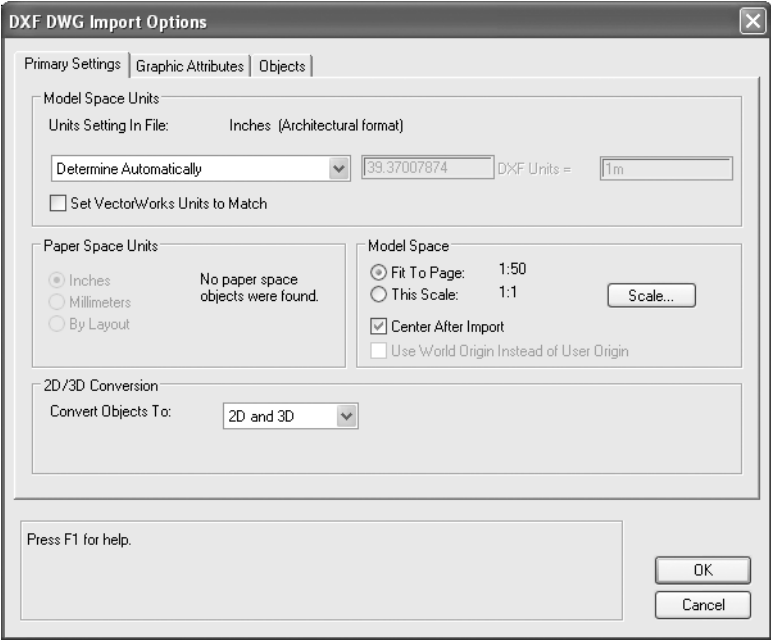 DXF DWG Import Options
Primary Settings Graphic Attributes Objects
Model Space Units
Units Setting In File: Inches (Architectural format)
Determine Automatically 39.37007874 DXF Units = 1m
Set VectorWorks Units to Match
Paper Space Units
Inches
Millimeters
By Layout
No paper space
objects were found.
Model Space
Fit To Page: 1:50
This Scale: 1:1 Scale...
Center After Import
Use World Origin Instead of User Origin
2D/3D Conversion
Convert Objects To: 2D and 3D
Press F1 for help.
OK
Cancel